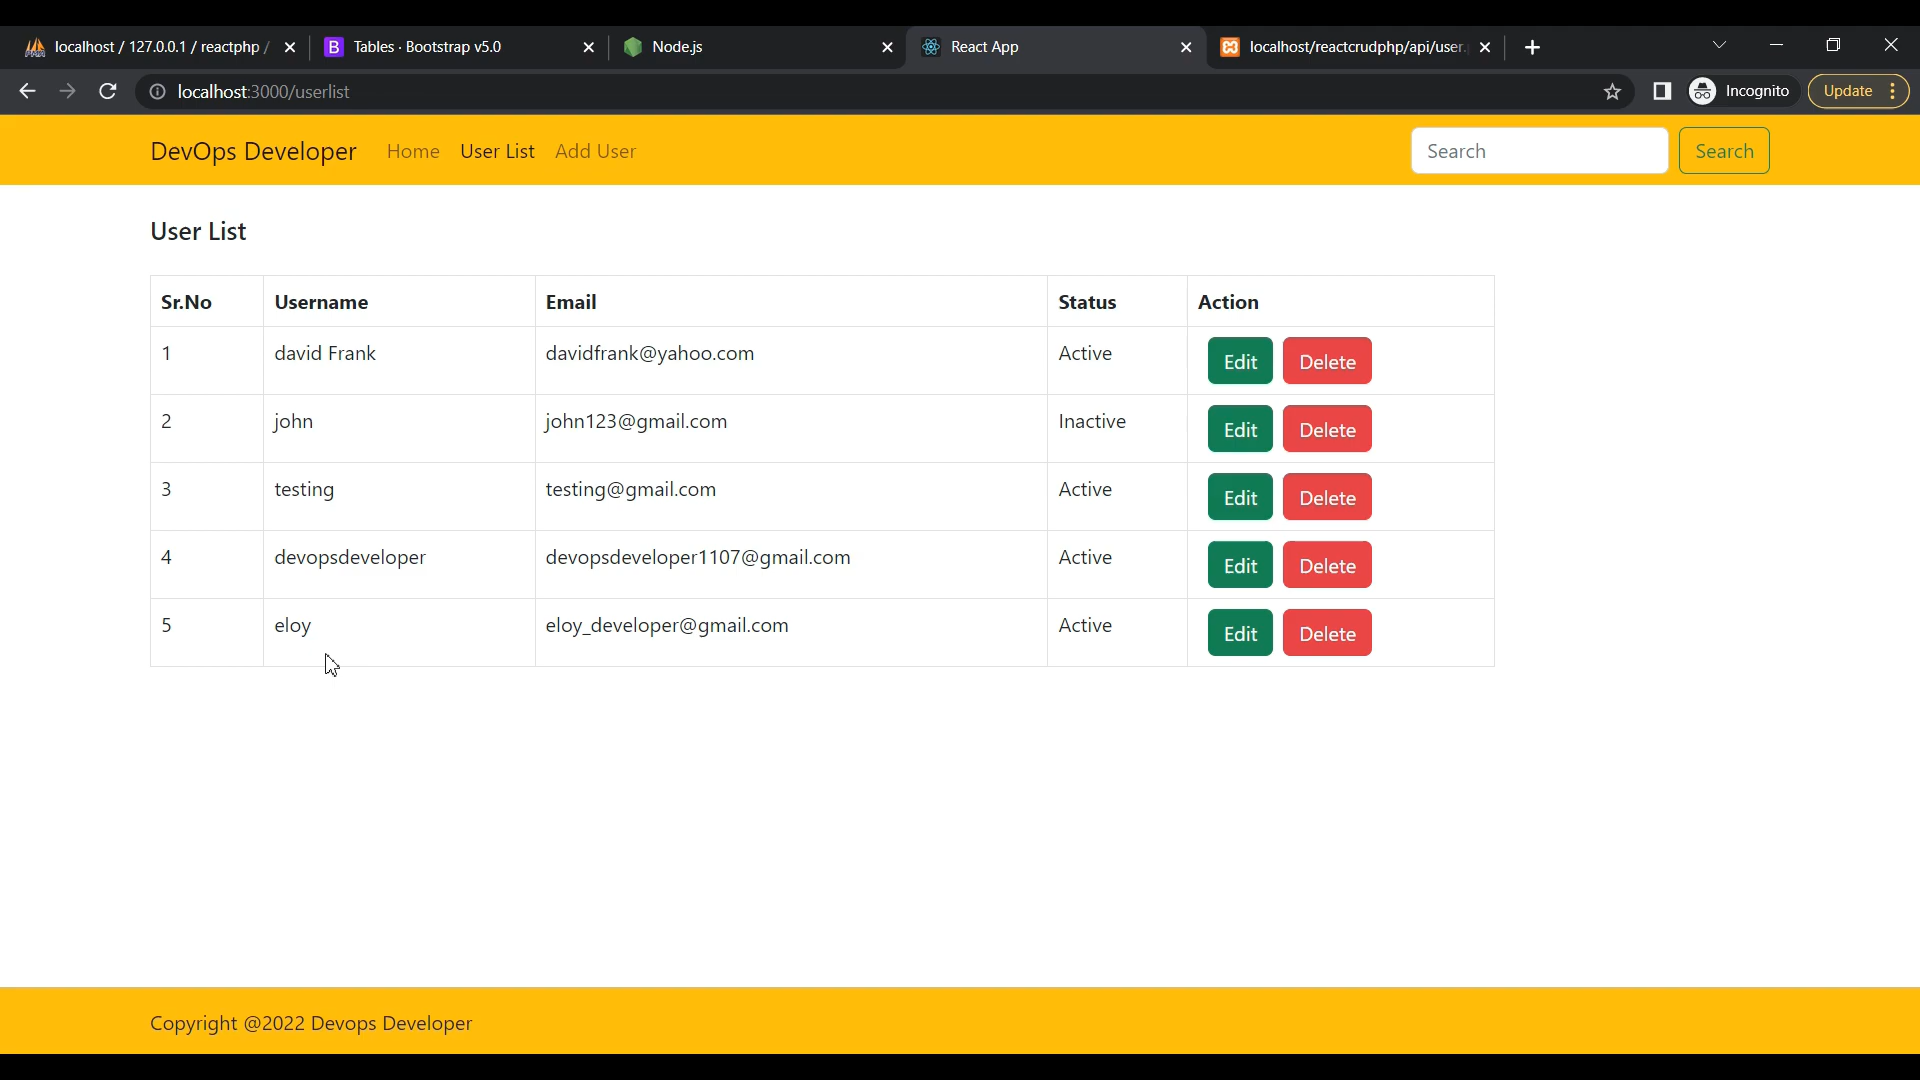 localhost / 127.0.0.1 / reactphp /
B Tables · Bootstrap v5.0
Node.js
React App
localhost/reactcrudphp/api/user.
localhost:3000/userlist
Incognito
Update
DevOps Developer Home User List Add User
Search Search
User List
Sr.No Username Email Status Action
1 david Frank davidfrank@yahoo.com Active Edit Delete
2 john john123@gmail.com Inactive Edit Delete
3 testing testing@gmail.com Active Edit Delete
4 devopsdeveloper devopsdeveloper1107@gmail.com Active Edit Delete
5 eloy eloy_developer@gmail.com Active Edit Delete
Copyright @2022 Devops Developer